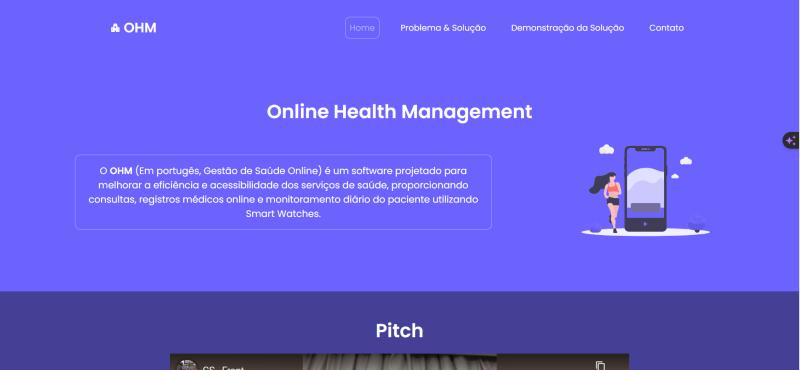 OHM
Home
Problema & Solução
Demonstração da Solução
Contato
Online Health Management
O OHM (Em portugês, Gestão de Saúde Online) é um software projetado para
melhorar a eficiência e acessibilidade dos serviços de saúde, proporcionando
consultas, registros médicos online e monitoramento diário do paciente utilizando
Smart Watches.
Pitch